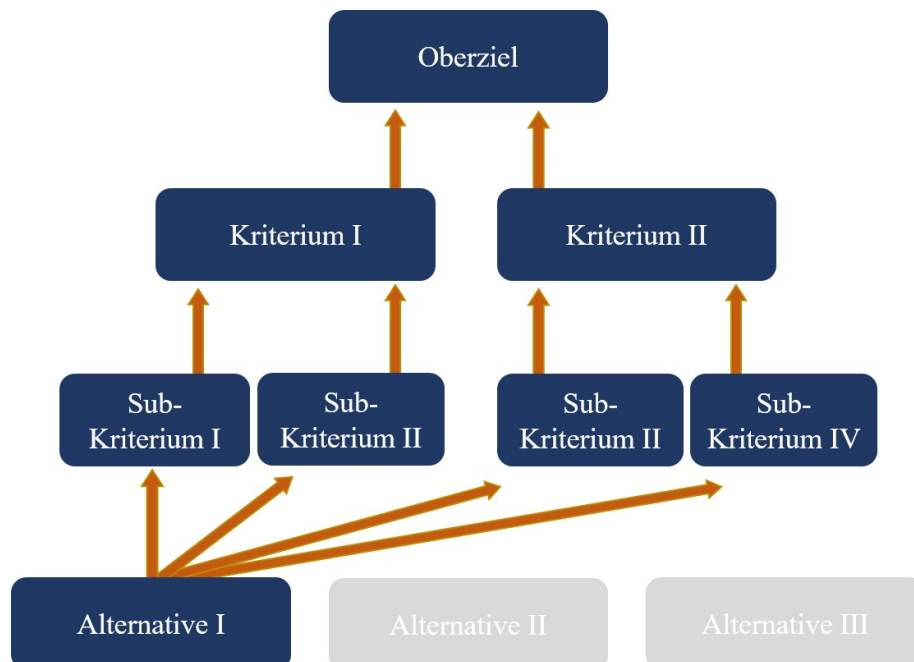 Oberziel
Kriterium I
Kriterium II
Sub-
Kriterium I
Sub-
Kriterium II
Sub-
Kriterium II
Sub-
Kriterium IV
Alternative I
Alternative II
Alternative III